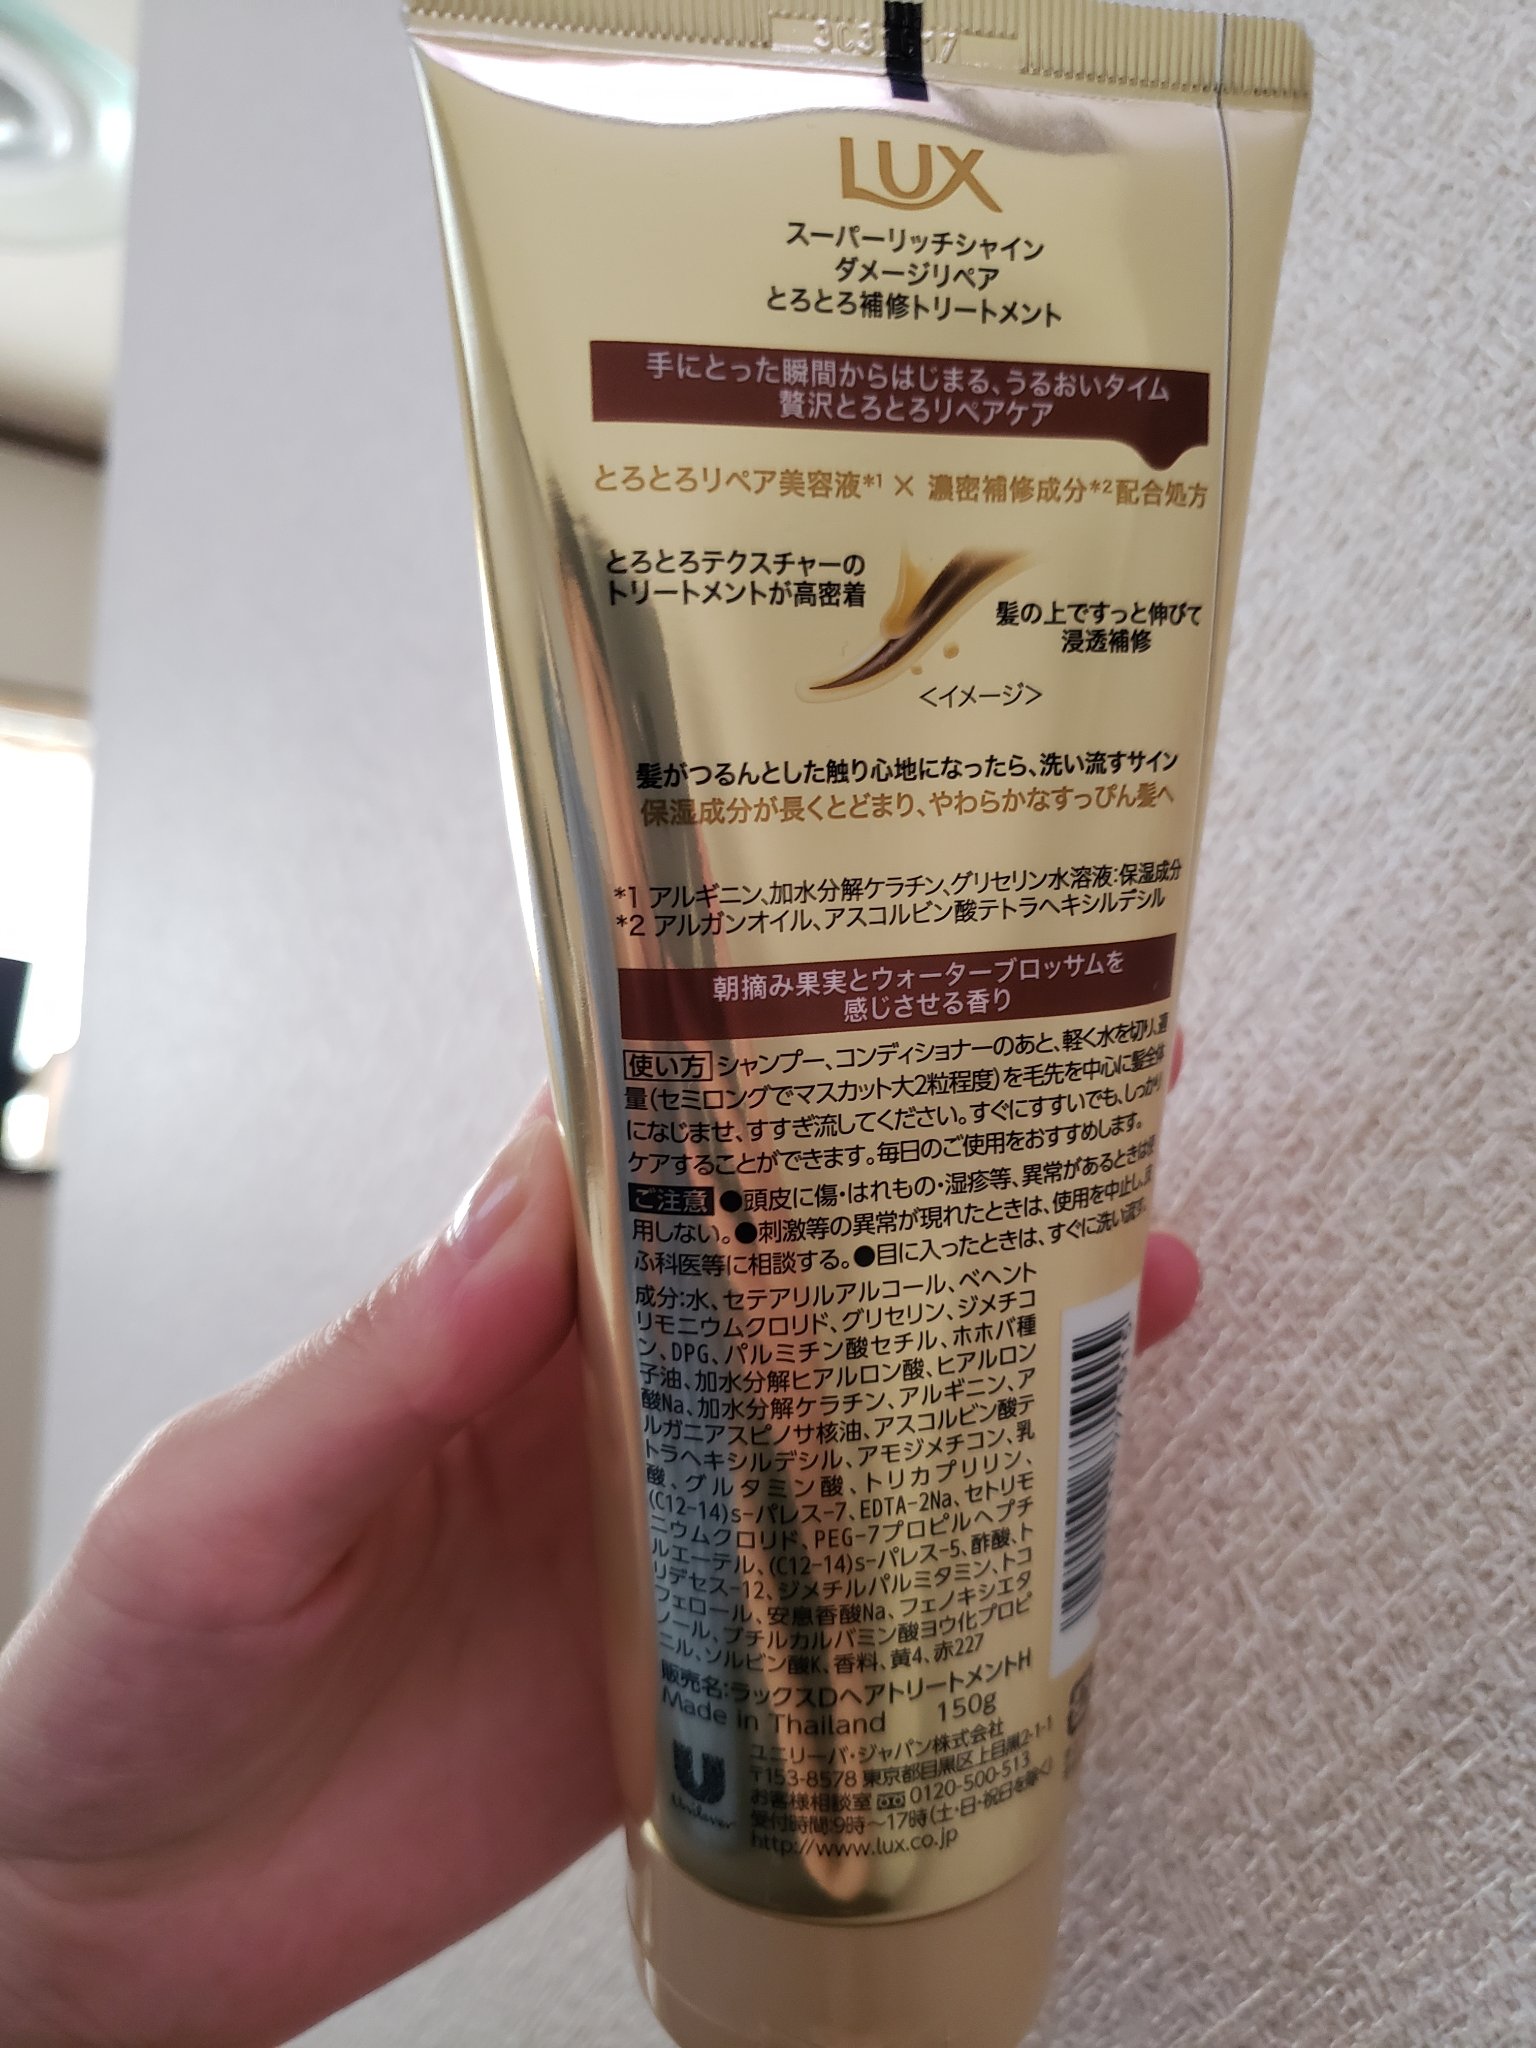 LUX
スーパーリッチシャイン
ダメージリペア
とろとろ補修トリートメント
手にとった瞬間からはじまる、うるおいタイム
贅沢とろとろリペアケア
とろとろリペア美容液*1 × 濃密補修成分*2配合処方
とろとろテクスチャーの
トリートメントが高密着
髪の上ですっと伸びて
浸透補修
<イメージ>
髪がつるんとした触り心地になったら、洗い流すサイン
保湿成分が長くとどまり、やわらかなすっぴん髪へ
*1 アルギニン、加水分解ケラチン、グリセリン水溶液:保湿成分
*2 アルガンオイル、アスコルビン酸テトラヘキシルデシル
朝摘み果実とウォーターブロッサムを
感じさせる香り
使い方 シャンプー、コンディショナーのあと、軽く水を切り、適
量(セミロングでマスカット大2粒程度)を毛先を中心に髪全体
になじませ、すすぎ流してください。すぐにすすいでも、しっかり
ケアすることができます。毎日のご使用をおすすめします。
ご注意 ●頭皮に傷・はれもの・湿疹等、異常があるときは使
用しない。●刺激等の異常が現れたときは、使用を中止し、皮
ふ科医等に相談する。●目に入ったときは、すぐに洗い流す。
成分:水、セテアリルアルコール、ベヘント
リモニウムクロリド、グリセリン、ジメチコ
ン、DPG、パルミチン酸セチル、ホホバ種
子油、加水分解ヒアルロン酸、ヒアルロン
酸Na、加水分解ケラチン、アルギニン、ア
ルガニアスピノサ核油、アスコルビン酸テ
トラヘキシルデシル、アモジメチコン、乳
酸、グルタミン酸、トリカプリリン、
(C12-14)s-パレス-7、EDTA-2Na、セトリモ
ニウムクロリド、PEG-7プロピルヘプチ
ルエーテル、(C12-14)s-パレス-5、酢酸、ト
リデセス-12、ジメチルパルミタミン、トコ
フェロール、安息香酸Na、フェノキシエタ
ノール、ブチルカルバミン酸ヨウ化プロピ
ニル、ソルビン酸K、香料、黄4、赤227
販売名:ラックスDヘアトリートメントH
Made in Thailand 150g
Unilever
ユニリーバ・ジャパン株式会社
〒153-8578 東京都目黒区上目黒2-1-1
お客様相談室 0120-500-513
受付時間:9時~17時(土・日・祝日を除く)
http://www.lux.co.jp